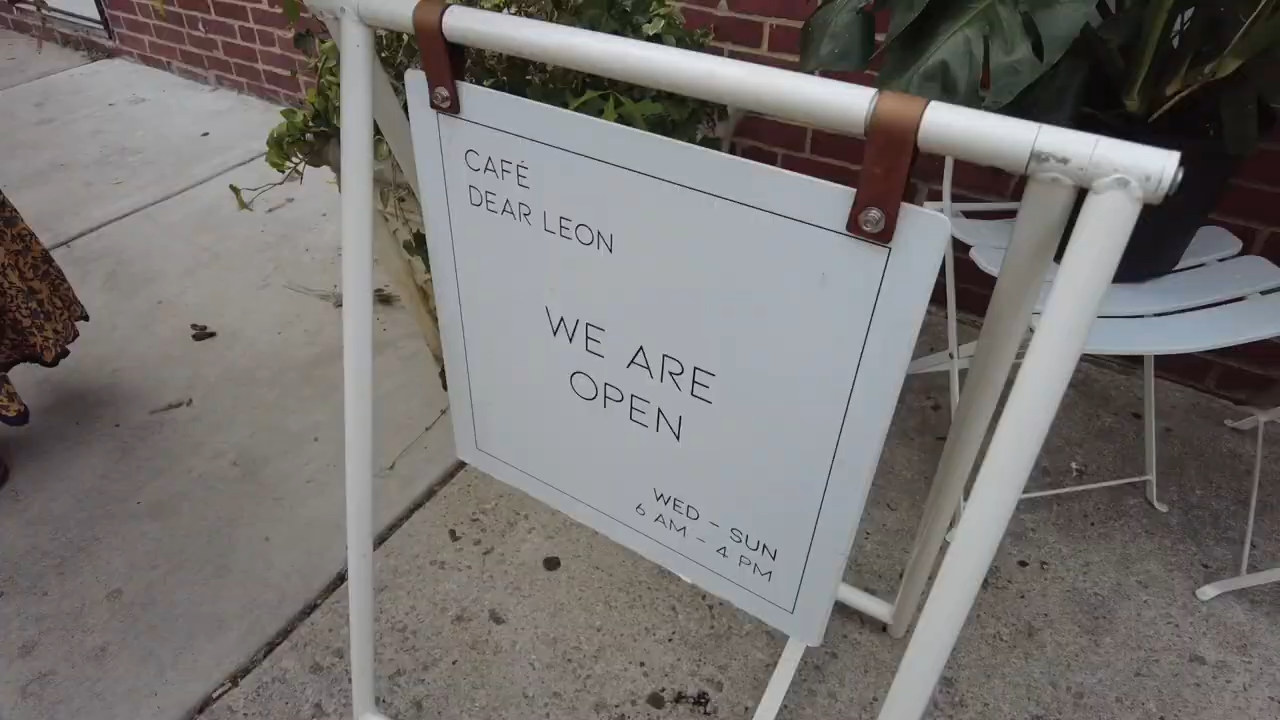 CAFÉ
DEAR LEON
WE ARE
OPEN
WED - SUN
6 AM - 4 PM